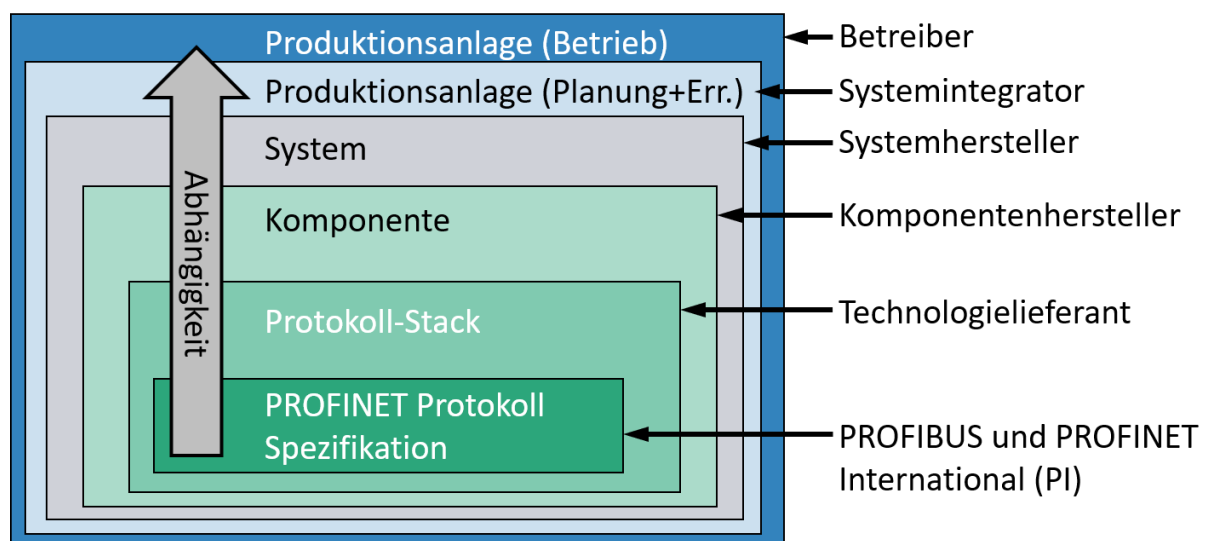 Produktionsanlage (Betrieb)
Betreiber
Produktionsanlage (Planung+Err.)
Systemintegrator
System
Systemhersteller
Komponente
Komponentenhersteller
Abhängigkeit
Protokoll-Stack
Technologielieferant
PROFINET Protokoll
Spezifikation
PROFIBUS und PROFINET
International (PI)